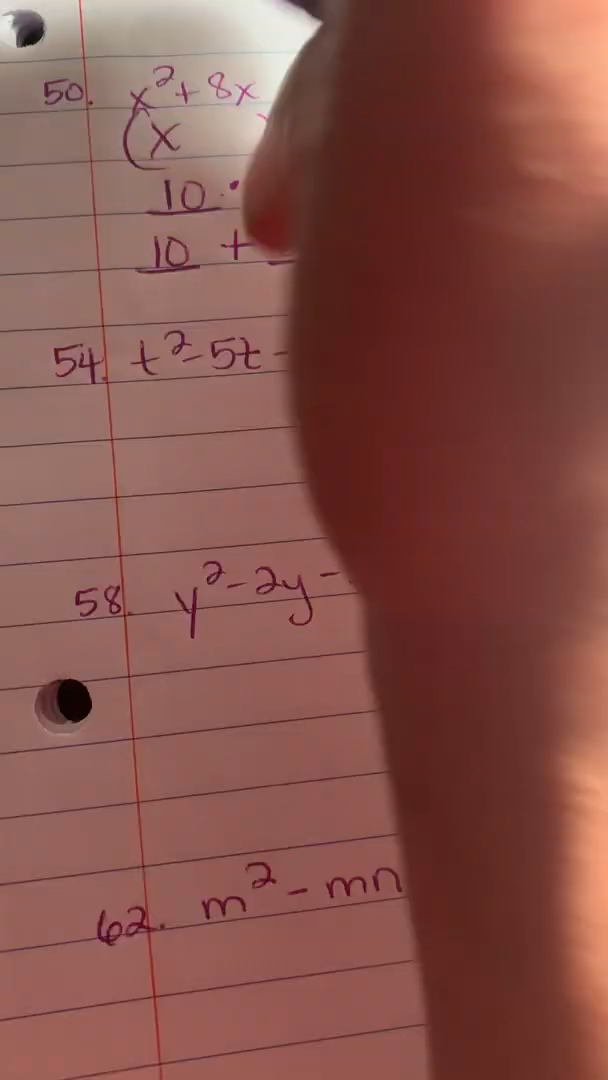 50. x²+ 8x
(x
10 ·
10 +
54. t²-5t-
58. y²-2y-
62. m²-mn